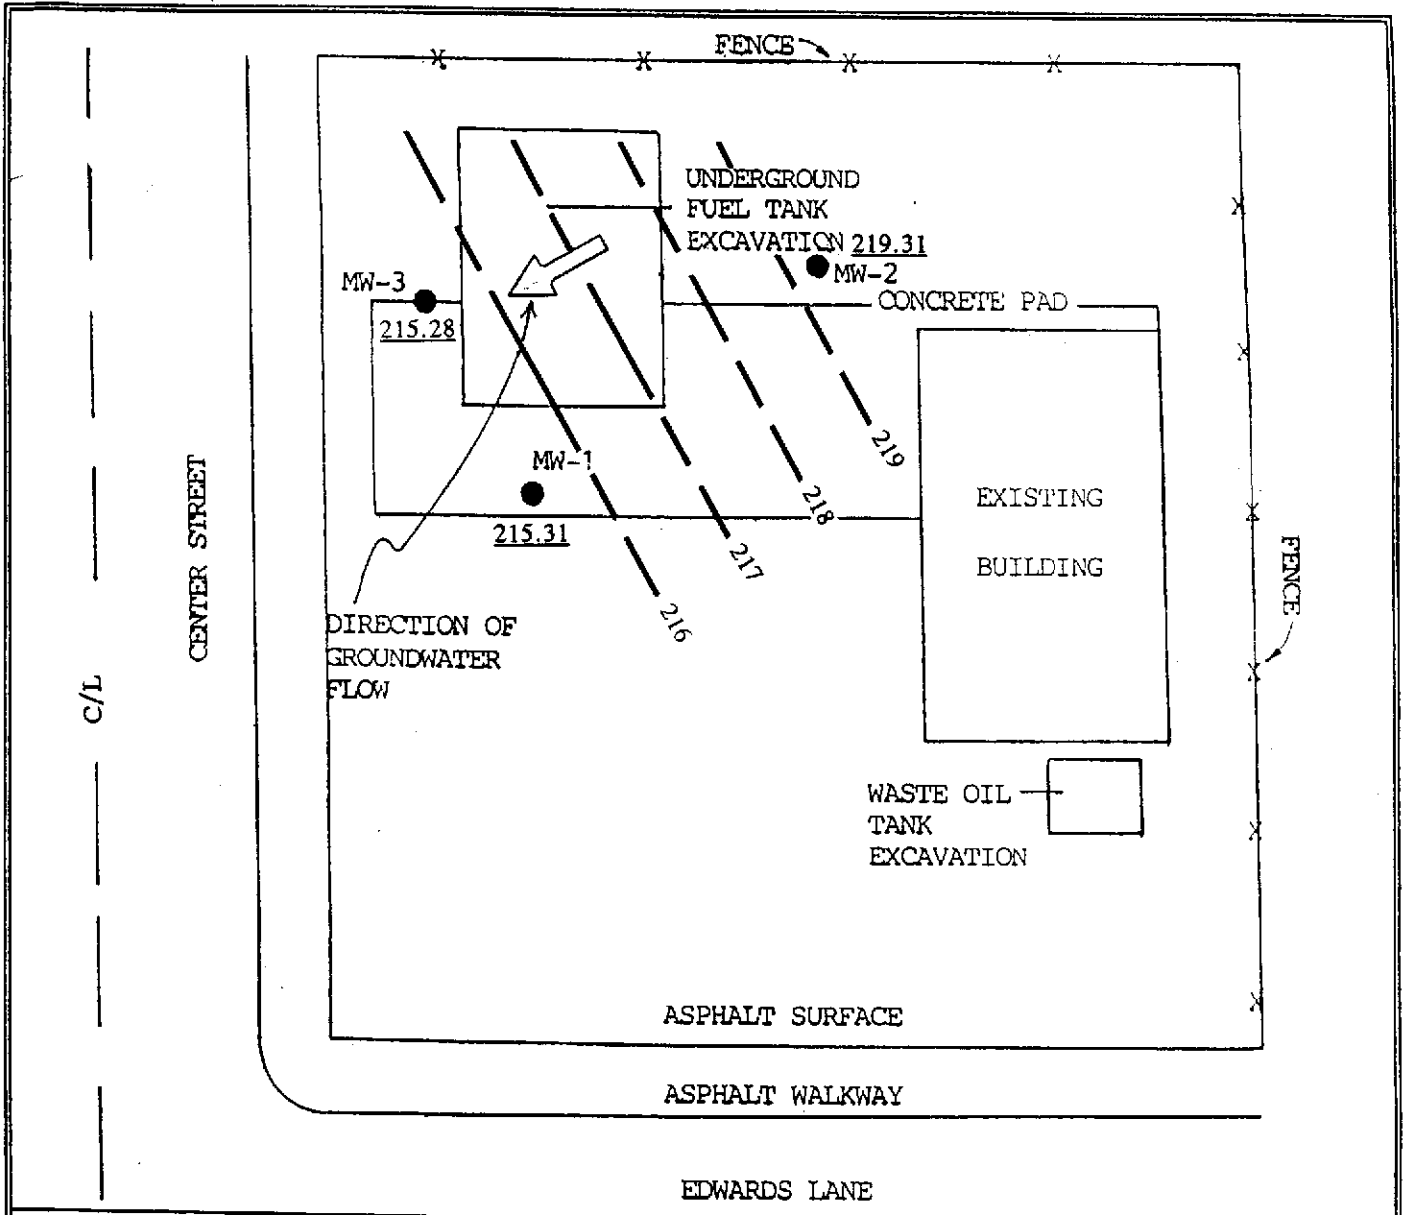 FENCE
UNDERGROUND
FUEL TANK
EXCAVATION 219.31
MW-2
MW-3
215.28
CONCRETE PAD
219
MW-1
218
215.31
217
216
EXISTING
BUILDING
FENCE
CENTER STREET
C/L
DIRECTION OF
GROUNDWATER
FLOW
WASTE OIL
TANK
EXCAVATION
ASPHALT SURFACE
ASPHALT WALKWAY
EDWARDS LANE